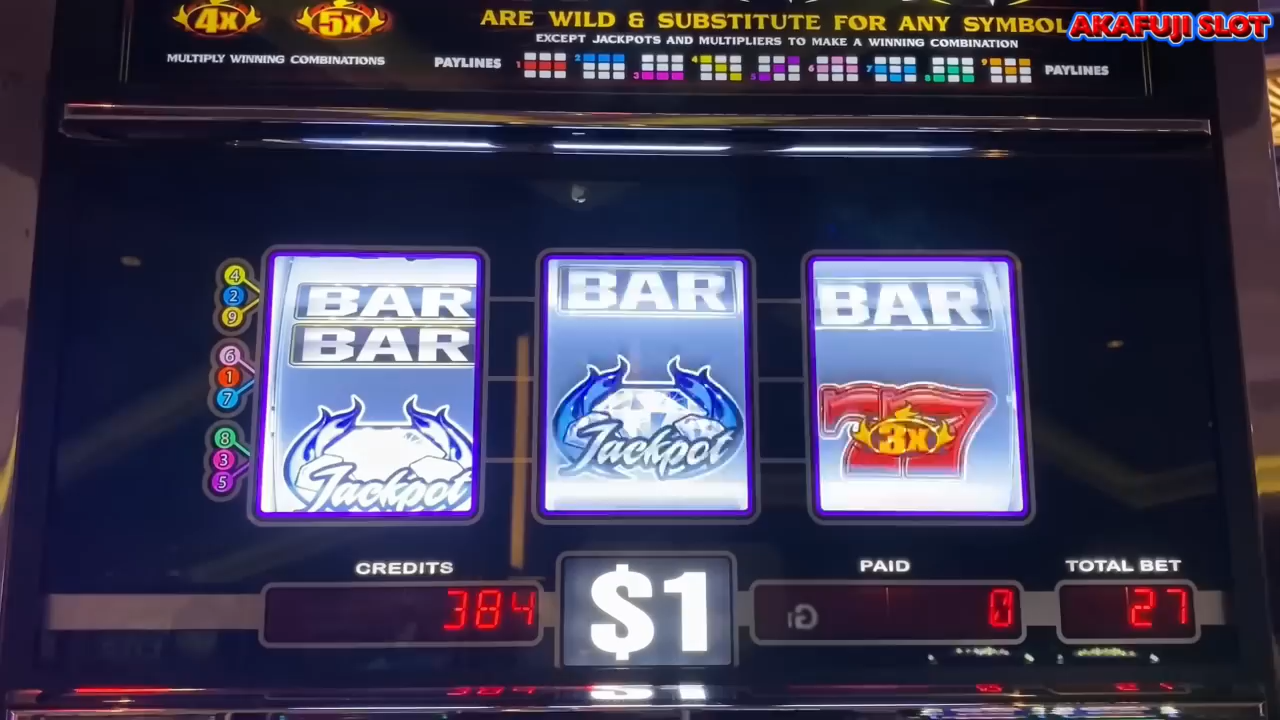 4x 5x
ARE WILD & SUBSTITUTE FOR ANY SYMBOL
AKAFUJI SLOT
EXCEPT JACKPOTS AND MULTIPLIERS TO MAKE A WINNING COMBINATION
MULTIPLY WINNING COMBINATIONS
PAYLINES 1 2 3 4 5 6 7 8 9 PAYLINES
4
2
9
6
1
7
8
3
5
BAR
BAR
Jackpot
BAR
Jackpot
BAR
77
3x
CREDITS
384
$1
PAID
0
TOTAL BET
27